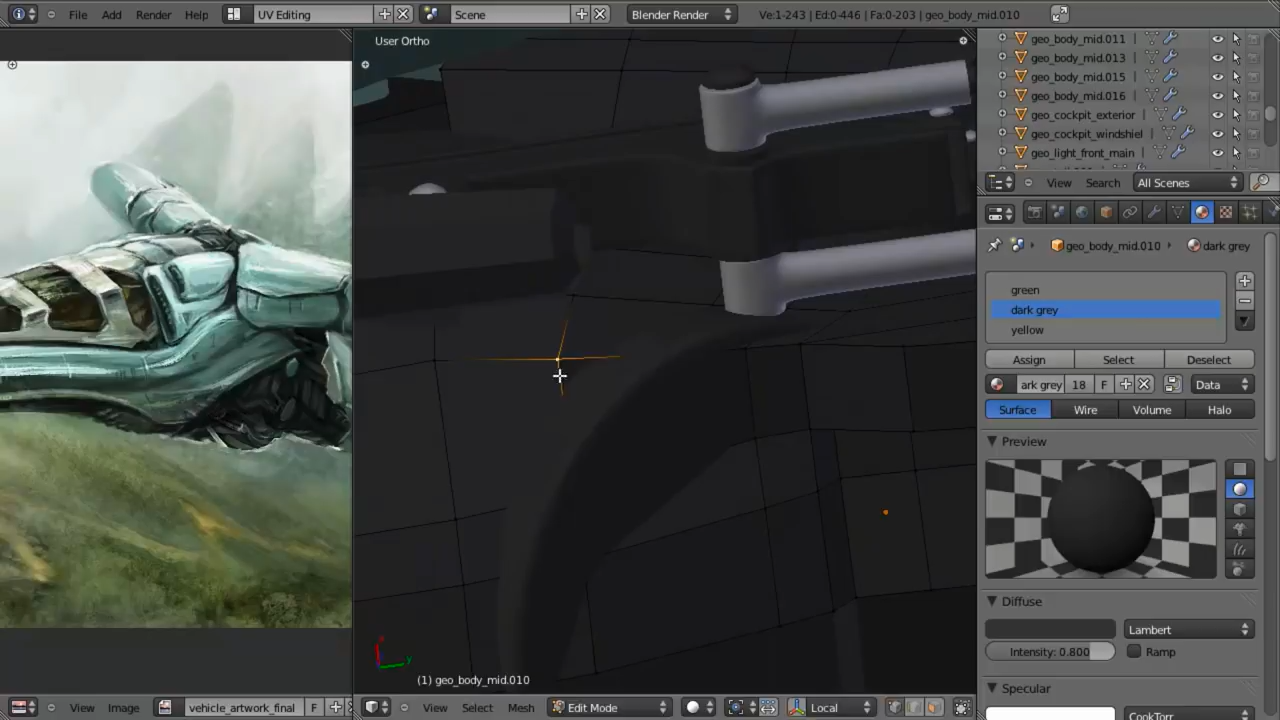 File Add Render Help UV Editing Scene Blender Render Ve:1-243 | Ed:0-446 | Fa:0-203 | geo_body_mid.010
User Ortho
geo_body_mid.011
geo_body_mid.013
geo_body_mid.015
geo_body_mid.016
geo_cockpit_exterior
geo_cockpit_windshiel
geo_light_front_main
View Search All Scenes
geo_body_mid.010 dark grey
green
dark grey
yellow
Assign Select Deselect
ark grey 18 F Data
Surface Wire Volume Halo
Preview
Diffuse
Lambert
Intensity: 0.800 Ramp
Specular
CookTorr
(1) geo_body_mid.010
View Image vehicle_artwork_final F View Select Mesh Edit Mode Local